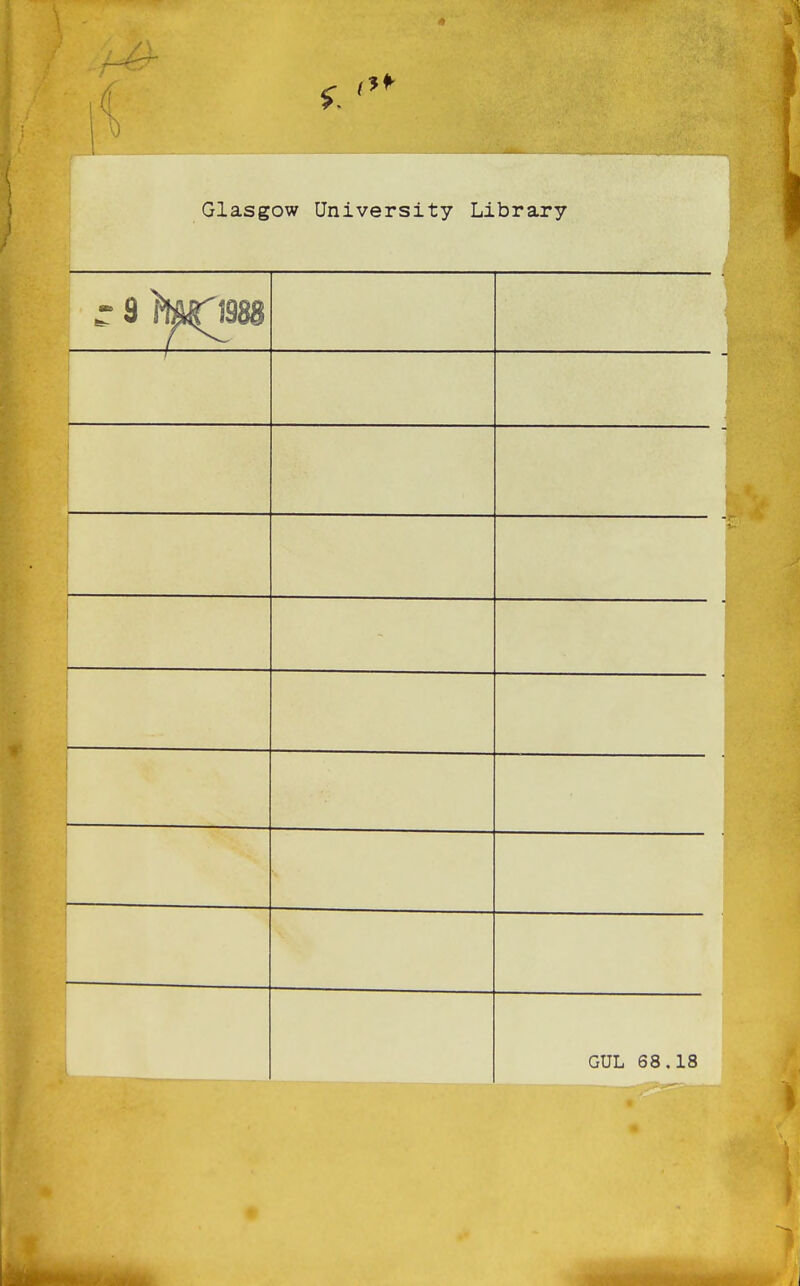 Glasgow University Library
- 9 MAR 1988
GUL 68.18